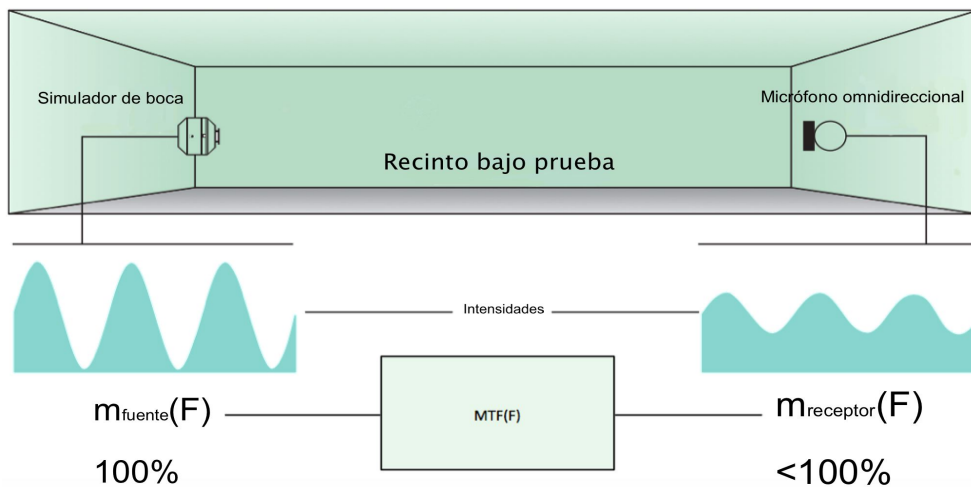 Simulador de boca
Micrófono omnidireccional
Recinto bajo prueba
Intensidades
mfuente(F)
MTF(F)
mreceptor(F)
100%
<100%